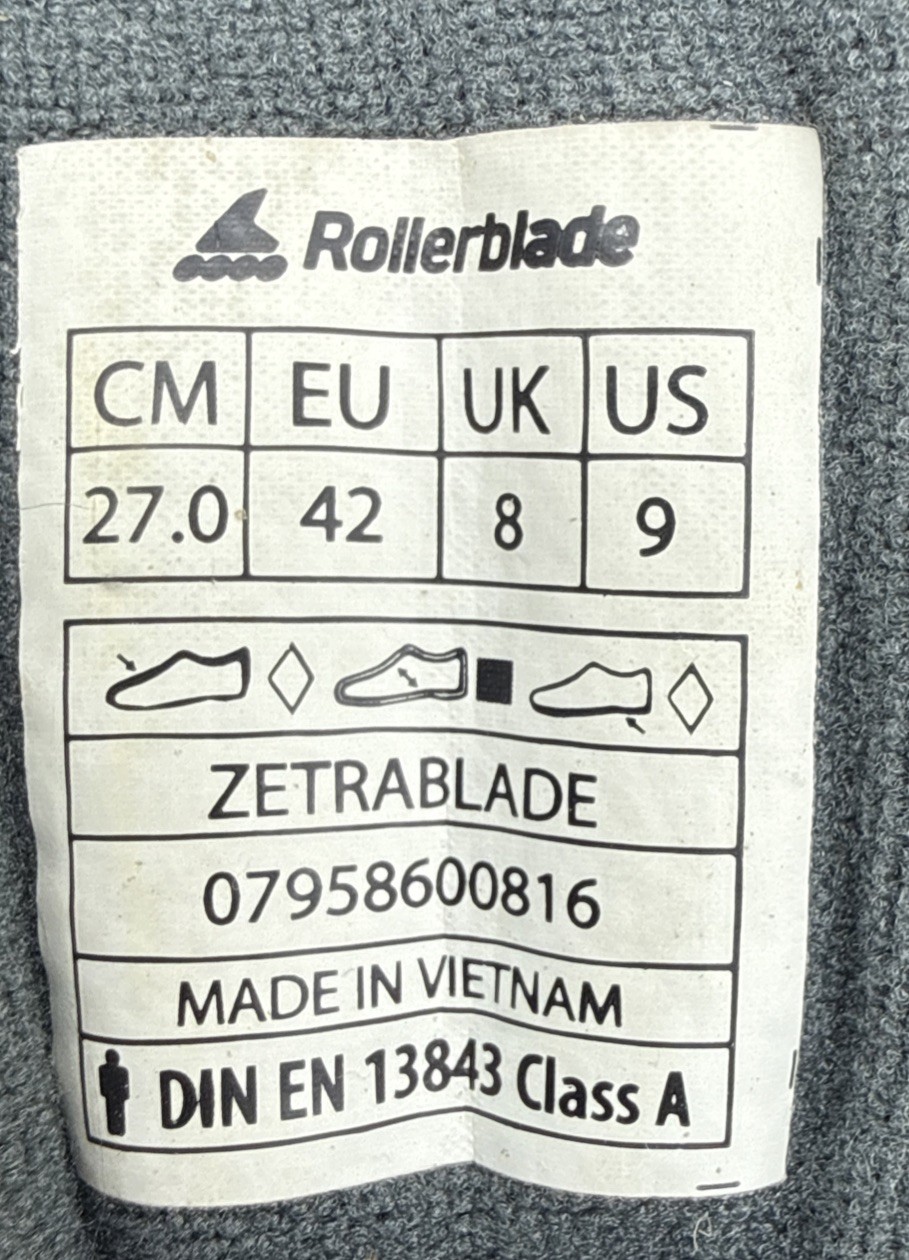 Rollerblade
CM EU UK US
27.0 42 8 9
ZETRABLADE
07958600816
MADE IN VIETNAM
DIN EN 13843 Class A